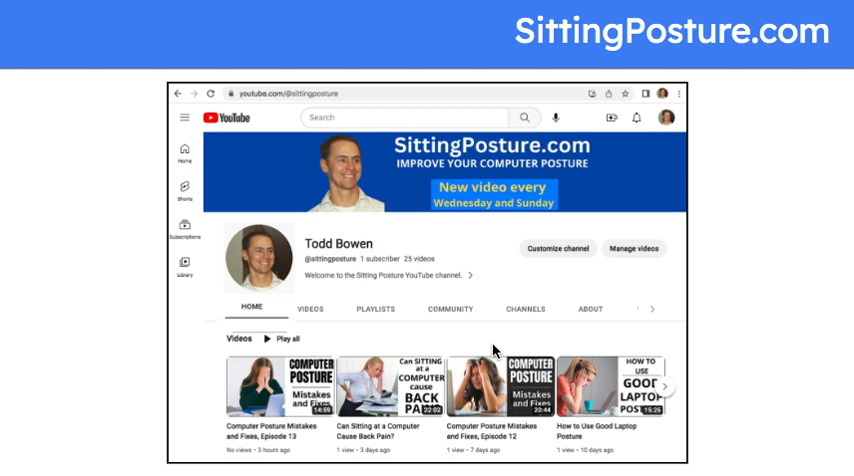 SittingPosture.com
youtube.com/@sittingposture
YouTube
Search
Home
Shorts
Subscriptions
Library
SittingPosture.com
IMPROVE YOUR COMPUTER POSTURE
New video every
Wednesday and Sunday
Todd Bowen
@sittingposture 1 subscriber 25 videos
Welcome to the Sitting Posture YouTube channel.
Customize channel
Manage videos
HOME VIDEOS PLAYLISTS COMMUNITY CHANNELS ABOUT
Videos Play all
COMPUTER
POSTURE
Mistakes
and Fixes
14:59
Computer Posture Mistakes
and Fixes, Episode 13
No views • 3 hours ago
Can SITTING
at a
COMPUTER
cause
BACK
22:02
Can Sitting at a Computer
Cause Back Pain?
1 view • 3 days ago
COMPUTER
POSTURE
Mistakes
and Fixes
20:44
Computer Posture Mistakes
and Fixes, Episode 12
1 view • 7 days ago
HOW TO
USE
GOOD
LAPTOP
15:25
How to Use Good Laptop
Posture
1 view • 10 days ago